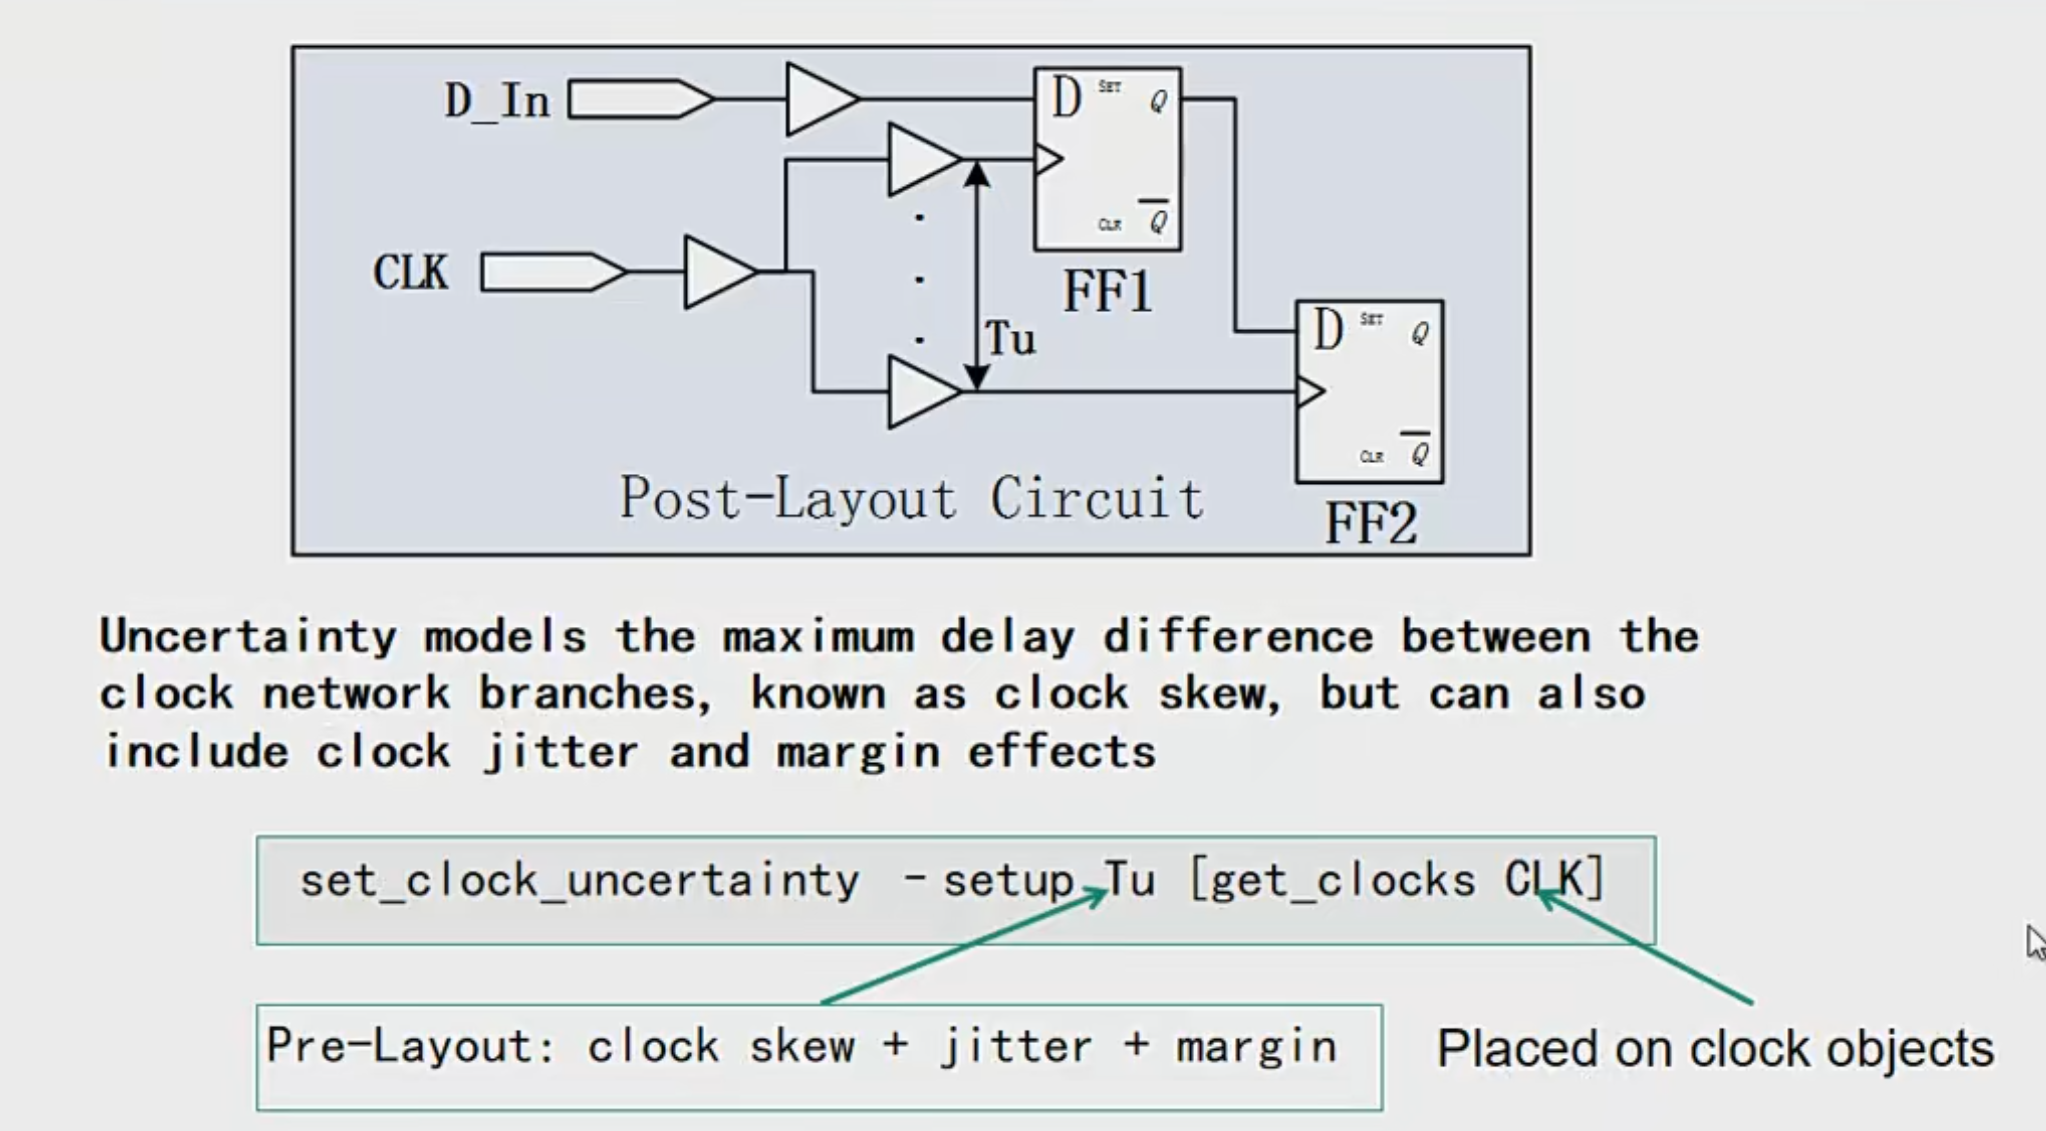 D_In
D SET Q
CLR Q
FF1
CLK
Tu
D SET Q
CLR Q
FF2
Post-Layout Circuit
Uncertainty models the maximum delay difference between the
clock network branches, known as clock skew, but can also
include clock jitter and margin effects
set_clock_uncertainty -setup Tu [get_clocks CLK]
Pre-Layout: clock skew + jitter + margin
Placed on clock objects